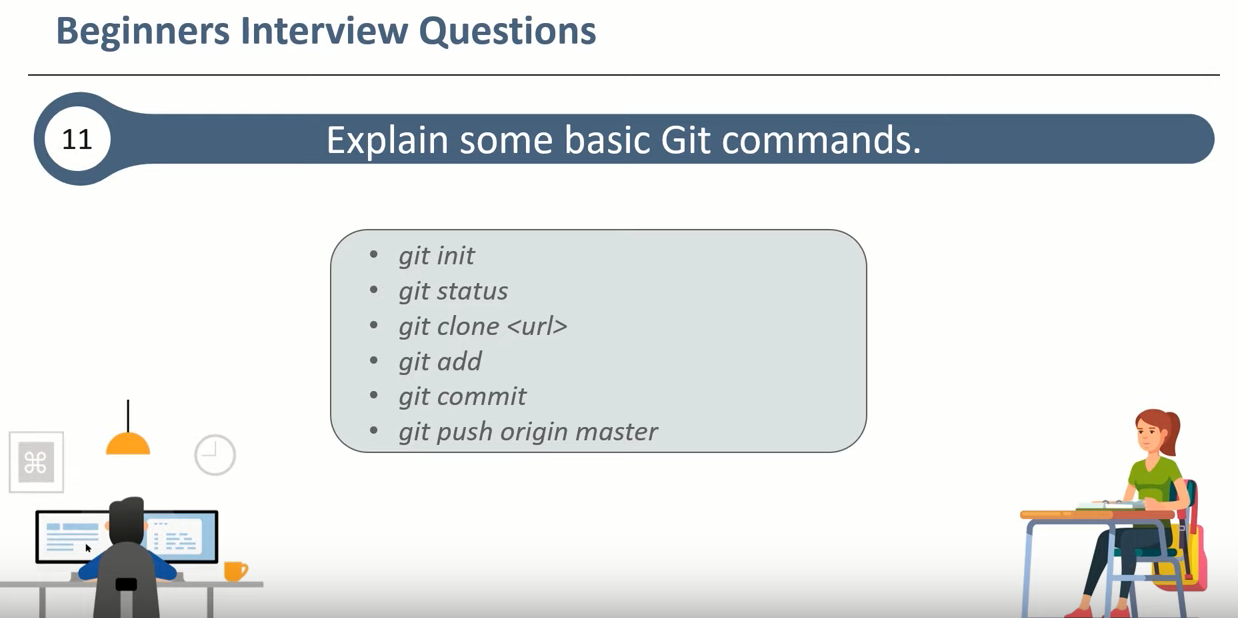 Beginners Interview Questions
11
Explain some basic Git commands.
• git init
• git status
• git clone <url>
• git add
• git commit
• git push origin master